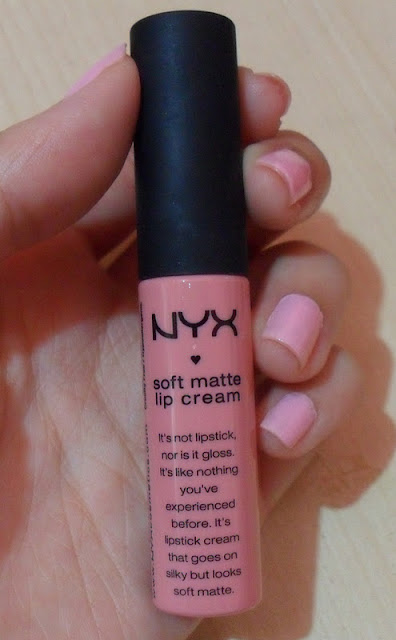 NYX
soft matte
lip cream
It's not lipstick,
nor is it gloss.
It's like nothing
you've
experienced
before. It's
lipstick cream
that goes on
silky but looks
soft matte.